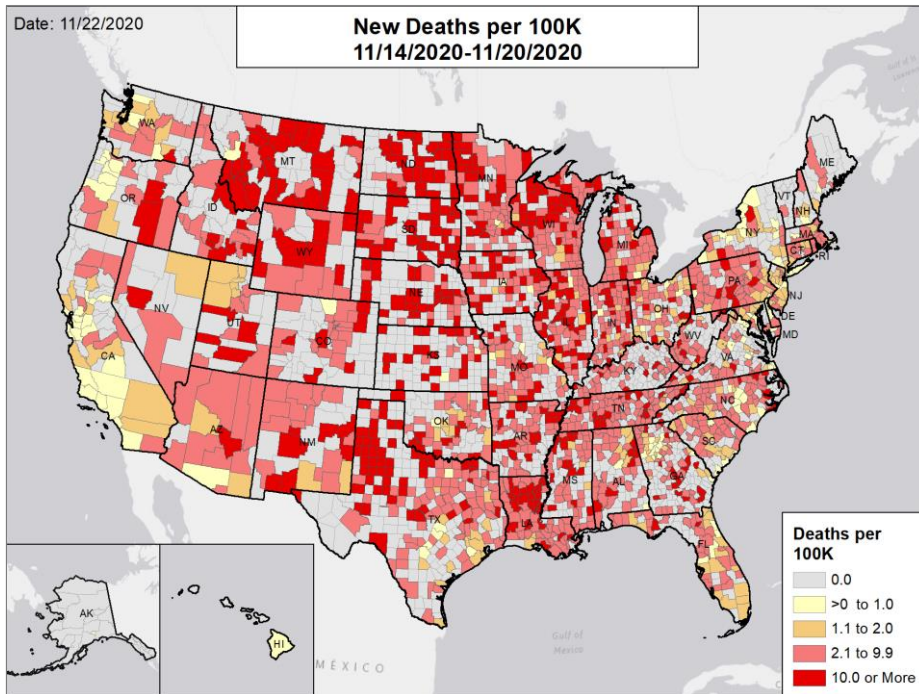 Date: 11/22/2020
New Deaths per 100K
11/14/2020-11/20/2020
WA
MT
ND
MN
ME
OR
ID
SD
WI
MI
VT
NH
NY
MA
CT
RI
WY
IA
PA
NJ
NE
NV
UT
CO
IL
IN
OH
DE
MD
WV
VA
CA
KS
MO
KY
AZ
NM
OK
AR
TN
NC
SC
MS
AL
GA
TX
LA
FL
AK
HI
Gulf of
Mexico
MÉXICO
Deaths per
100K
0.0
>0 to 1.0
1.1 to 2.0
2.1 to 9.9
10.0 or More